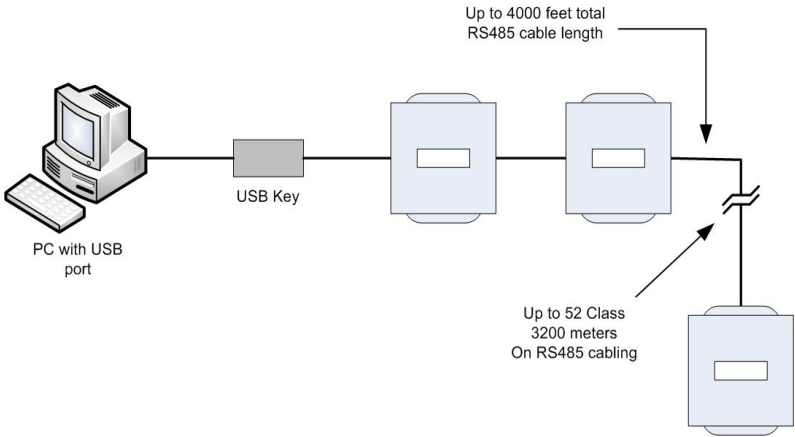 Up to 4000 feet total
RS485 cable length
USB Key
PC with USB
port
Up to 52 Class
3200 meters
On RS485 cabling